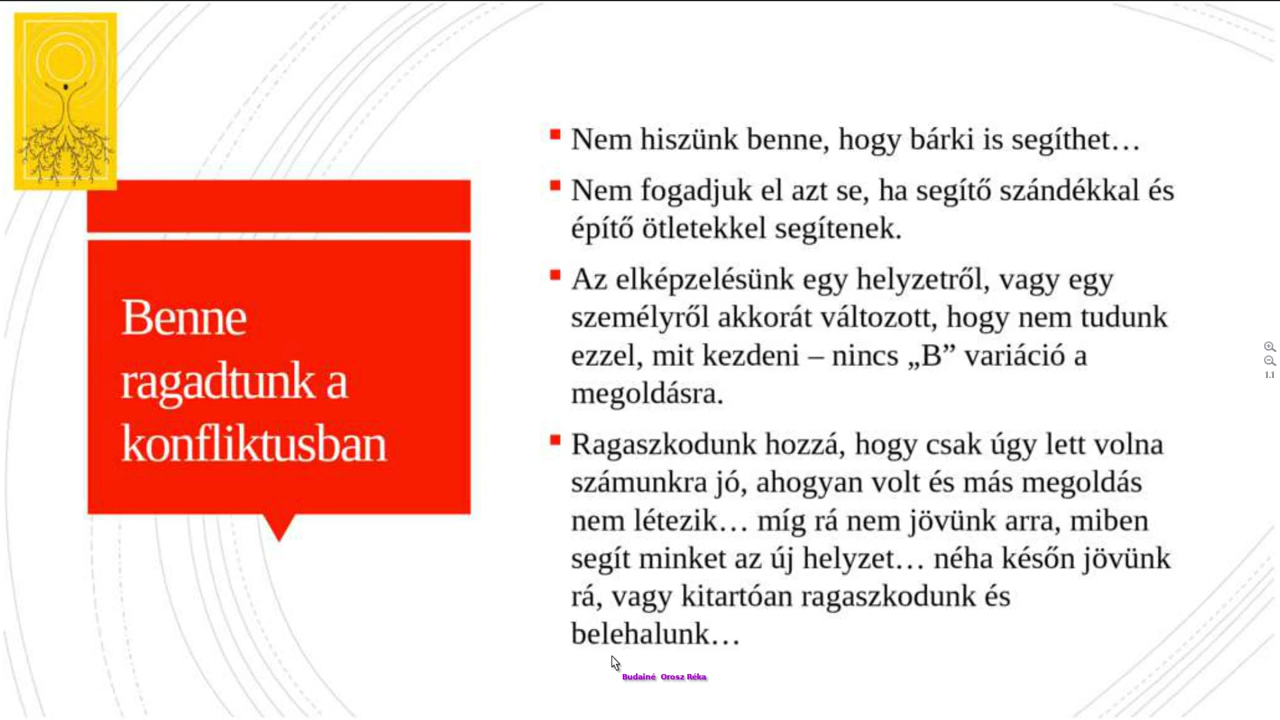 Benne
ragadtunk a
konfliktusban
Nem hiszünk benne, hogy bárki is segíthet…
Nem fogadjuk el azt se, ha segítő szándékkal és
építő ötletekkel segítenek.
Az elképzelésünk egy helyzetről, vagy egy
személyről akkorát változott, hogy nem tudunk
ezzel, mit kezdeni – nincs „B” variáció a
megoldásra.
Ragaszkodunk hozzá, hogy csak úgy lett volna
számunkra jó, ahogyan volt és más megoldás
nem létezik… míg rá nem jövünk arra, miben
segít minket az új helyzet… néha későn jövünk
rá, vagy kitartóan ragaszkodunk és
belehalunk…
Budainé Orosz Réka
1:1